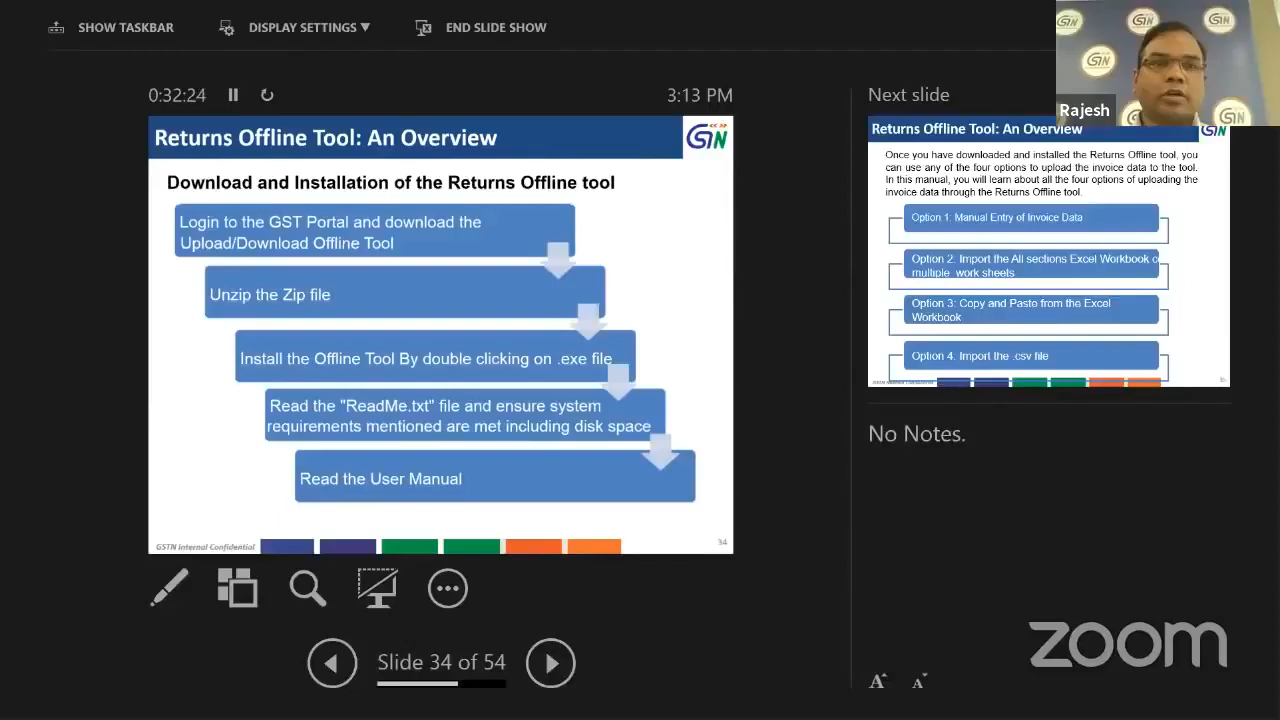 SHOW TASKBAR
DISPLAY SETTINGS ▼
END SLIDE SHOW
Rajesh
0:32:24
3:13 PM
Returns Offline Tool: An Overview
GSTN
Download and Installation of the Returns Offline tool
Login to the GST Portal and download the
Upload/Download Offline Tool
Unzip the Zip file
Install the Offline Tool By double clicking on .exe file
Read the "ReadMe.txt" file and ensure system
requirements mentioned are met including disk space
Read the User Manual
GSTN Internal Confidential
34
Slide 34 of 54
Next slide
Returns Offline Tool: An Overview
Once you have downloaded and installed the Returns Offline tool, you
can use any of the four options to upload the invoice data to the tool.
In this manual, you will learn about all the four options of uploading the
invoice data through the Returns Offline tool.
Option 1: Manual Entry of Invoice Data
Option 2: Import the All sections Excel Workbook
multiple work sheets
Option 3: Copy and Paste from the Excel
Workbook
Option 4. Import the .csv file
No Notes.
zoom
A A